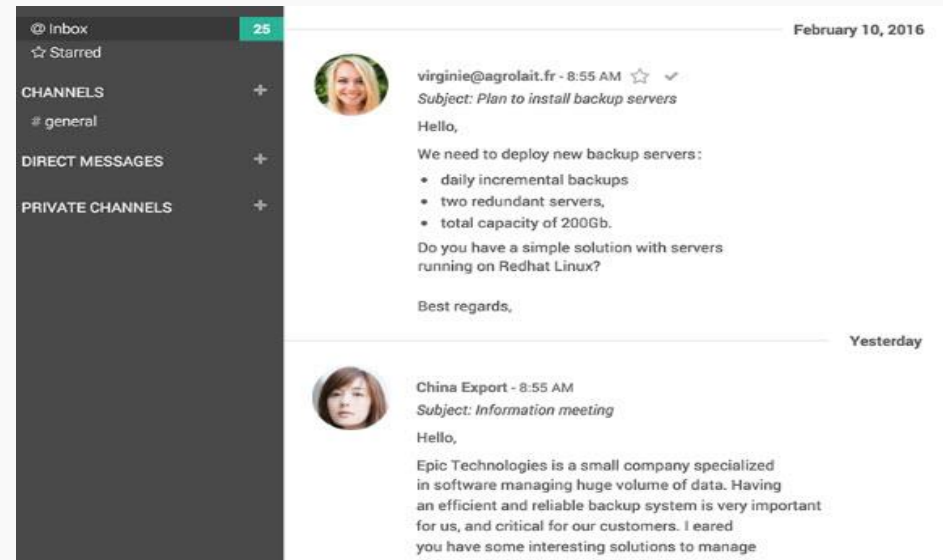 @ Inbox 25
☆ Starred
CHANNELS +
# general
DIRECT MESSAGES +
PRIVATE CHANNELS +
February 10, 2016
virginie@agrolait.fr - 8:55 AM ☆ ✓
Subject: Plan to install backup servers
Hello,
We need to deploy new backup servers:
• daily incremental backups
• two redundant servers,
• total capacity of 200Gb.
Do you have a simple solution with servers
running on Redhat Linux?
Best regards,
Yesterday
China Export - 8:55 AM
Subject: Information meeting
Hello,
Epic Technologies is a small company specialized
in software managing huge volume of data. Having
an efficient and reliable backup system is very important
for us, and critical for our customers. I eared
you have some interesting solutions to manage